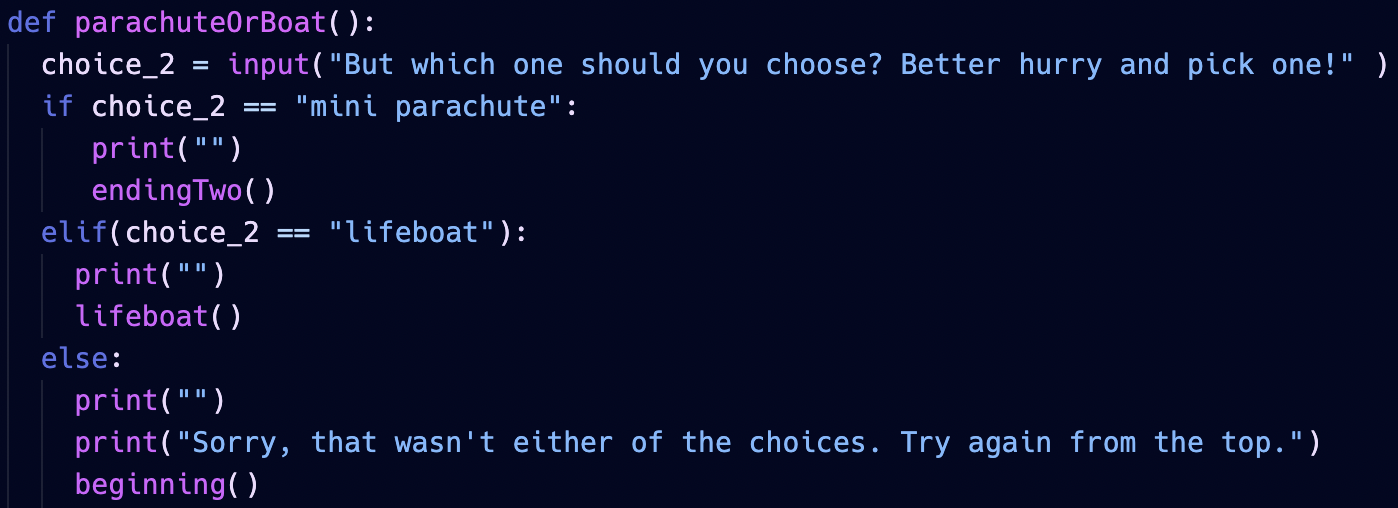 def parachuteOrBoat():
  choice_2 = input("But which one should you choose? Better hurry and pick one!" )
  if choice_2 == "mini parachute":
     print("")
     endingTwo()
  elif(choice_2 == "lifeboat"):
    print("")
    lifeboat()
  else:
    print("")
    print("Sorry, that wasn't either of the choices. Try again from the top.")
    beginning()